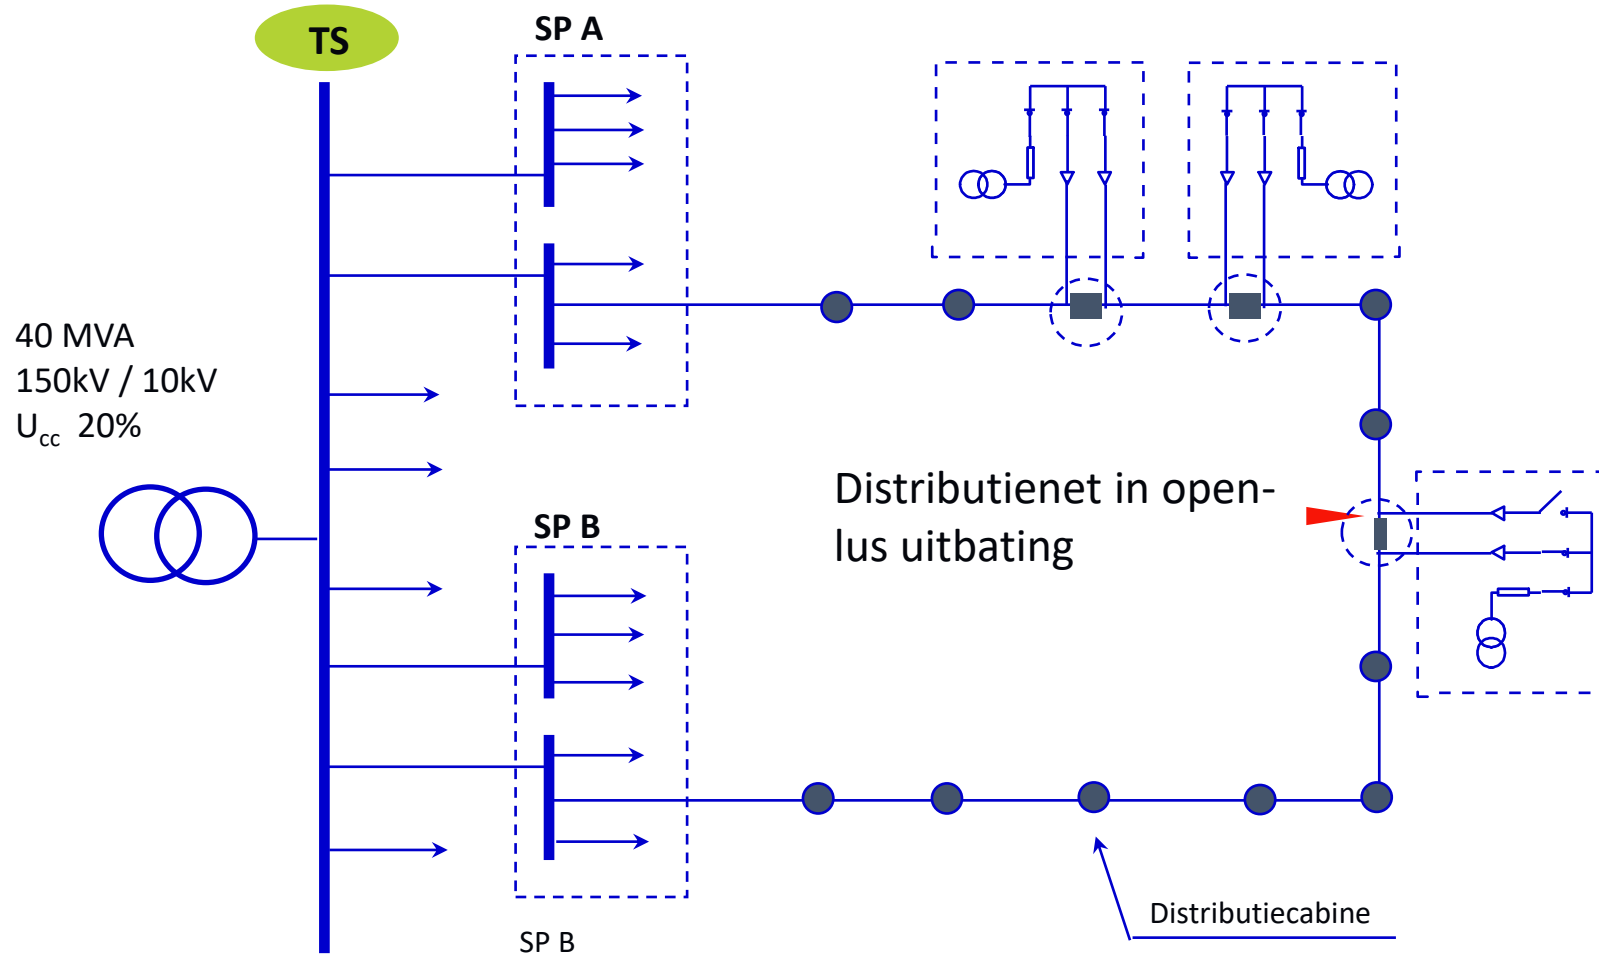 TS
SP A
40 MVA
150kV / 10kV
Ucc 20%
Distributienet in open-
lus uitbating
SP B
SP B
Distributiecabine